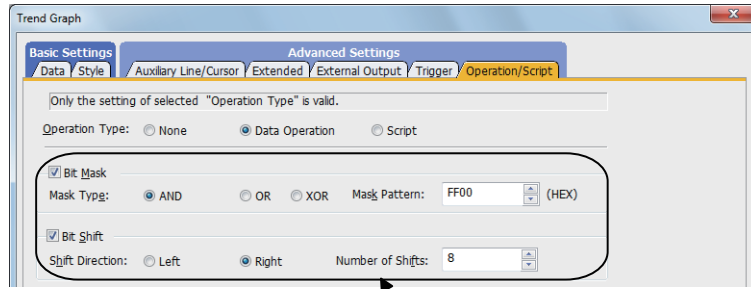 Trend Graph
Basic Settings Advanced Settings
Data Style Auxiliary Line/Cursor Extended External Output Trigger Operation/Script
Only the setting of selected "Operation Type" is valid.
Operation Type: None Data Operation Script
Bit Mask
Mask Type: AND OR XOR Mask Pattern: FF00 (HEX)
Bit Shift
Shift Direction: Left Right Number of Shifts: 8